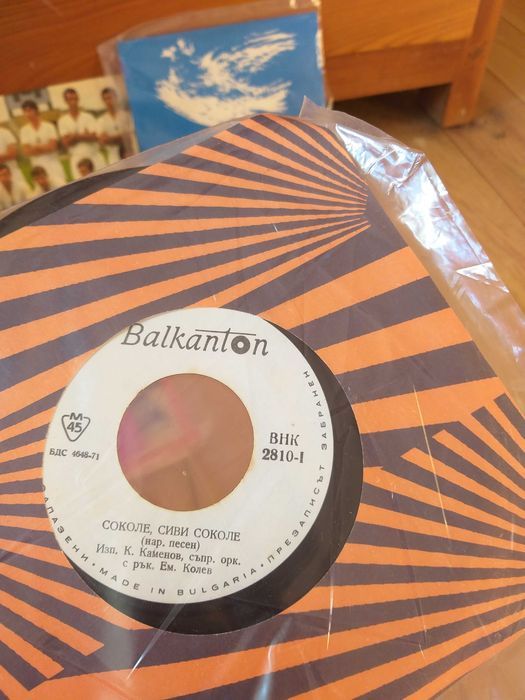 Balkanton
M
45
БДС 4648-71
ВНК
2810-I
СОКОЛЕ, СИВИ СОКОЛЕ
(нар. песен)
Изп. К. Каменов, съпр. орк.
с рък. Ем. Колев
ЗАПАЗЕНИ • MADE IN BULGARIA • ПРЕЗАПИСЪТ ЗАБРАНЕН